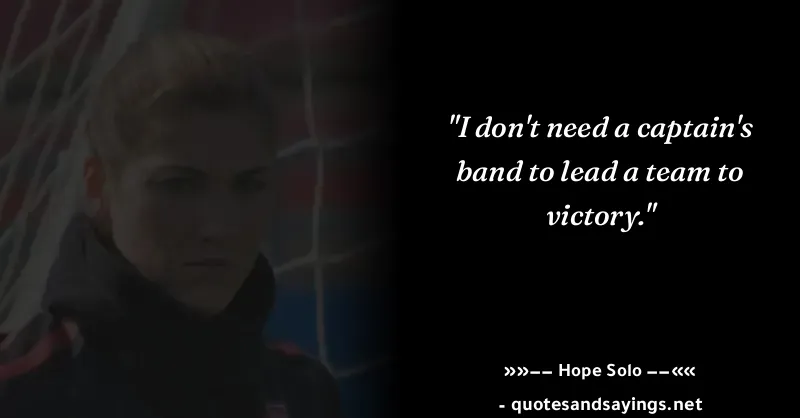 "I don't need a captain's
band to lead a team to
victory."
»»−− Hope Solo −−««
- quotesandsayings.net